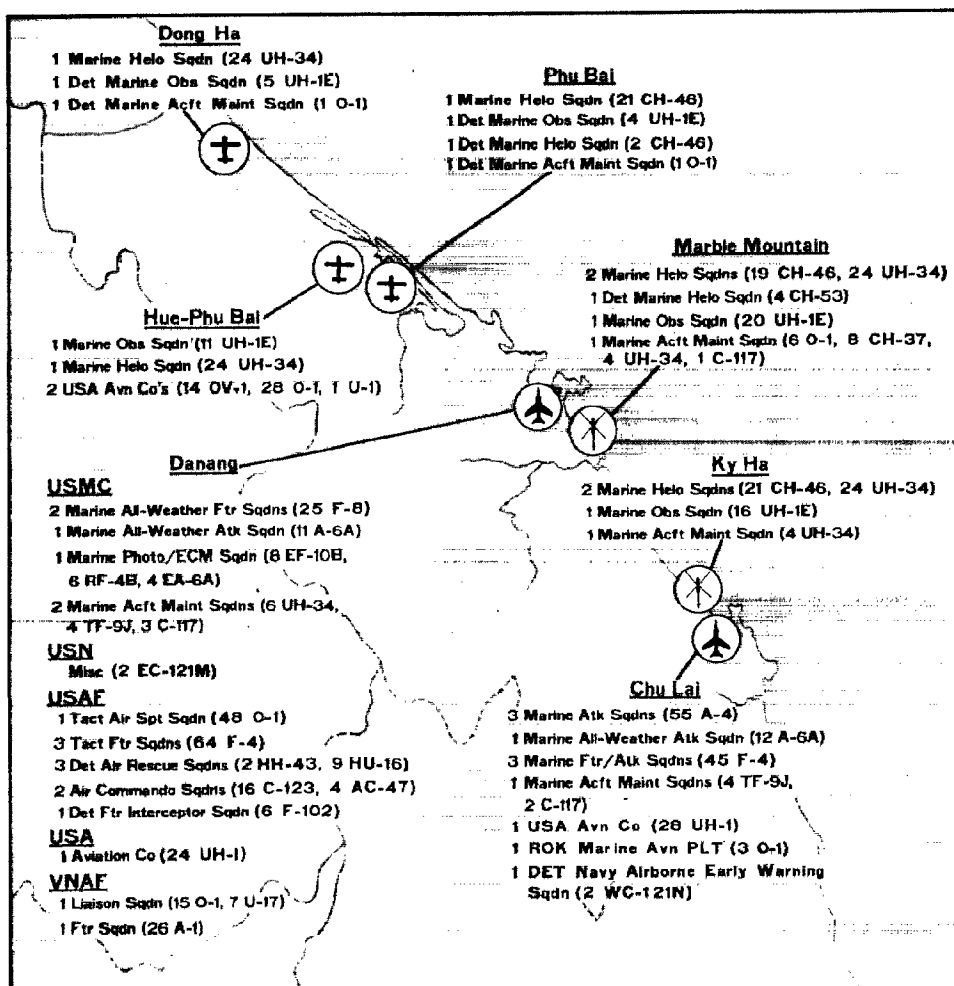 Dong Ha
1 Marine Helo Sqdn (24 UH-34)
1 Det Marine Obs Sqdn (5 UH-1E)
1 Det Marine Acft Maint Sqdn (1 O-1)
Phu Bai
1 Marine Helo Sqdn (21 CH-46)
1 Det Marine Obs Sqdn (4 UH-1E)
1 Det Marine Helo Sqdn (2 CH-46)
1 Det Marine Acft Maint Sqdn (1 O-1)
Marble Mountain
2 Marine Helo Sqdns (19 CH-46, 24 UH-34)
1 Det Marine Helo Sqdn (4 CH-53)
1 Marine Obs Sqdn (20 UH-1E)
1 Marine Acft Maint Sqdn (6 O-1, 8 CH-37,
4 UH-34, 1 C-117)
Hue-Phu Bai
1 Marine Obs Sqdn (11 UH-1E)
1 Marine Helo Sqdn (24 UH-34)
2 USA Avn Co's (14 OV-1, 28 O-1, 1 U-1)
Danang
USMC
2 Marine All-Weather Ftr Sqdns (25 F-8)
1 Marine All-Weather Atk Sqdn (11 A-6A)
1 Marine Photo/ECM Sqdn (8 EF-10B,
6 RF-4B, 4 EA-6A)
2 Marine Acft Maint Sqdns (6 UH-34,
4 TF-9J, 3 C-117)
USN
Misc (2 EC-121M)
USAF
1 Tact Air Spt Sqdn (48 O-1)
3 Tact Ftr Sqdns (64 F-4)
3 Det Air Rescue Sqdns (2 HH-43, 9 HU-16)
2 Air Commando Sqdns (16 C-123, 4 AC-47)
1 Det Ftr Interceptor Sqdn (6 F-102)
USA
1 Aviation Co (24 UH-1)
VNAF
1 Liaison Sqdn (15 O-1, 7 U-17)
1 Ftr Sqdn (26 A-1)
Ky Ha
2 Marine Helo Sqdns (21 CH-46, 24 UH-34)
1 Marine Obs Sqdn (16 UH-1E)
1 Marine Acft Maint Sqdn (4 UH-34)
Chu Lai
3 Marine Atk Sqdns (55 A-4)
1 Marine All-Weather Atk Sqdn (12 A-6A)
3 Marine Ftr/Atk Sqdns (45 F-4)
1 Marine Acft Maint Sqdns (4 TF-9J,
2 C-117)
1 USA Avn Co (28 UH-1)
1 ROK Marine Avn PLT (3 O-1)
1 DET Navy Airborne Early Warning
Sqdn (2 WC-121N)